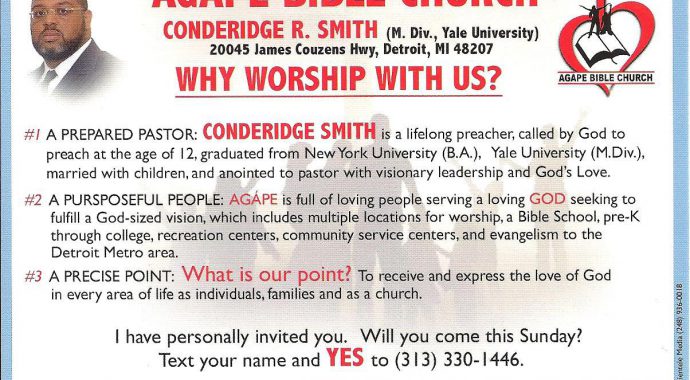 AGAPÉ BIBLE CHURCH
CONDERIDGE R. SMITH (M. Div., Yale University)
20045 James Couzens Hwy, Detroit, MI 48207
WHY WORSHIP WITH US?
AGAPE BIBLE CHURCH
#1 A PREPARED PASTOR: CONDERIDGE SMITH is a lifelong preacher, called by God to
preach at the age of 12, graduated from New York University (B.A.), Yale University (M.Div.),
married with children, and anointed to pastor with visionary leadership and God's Love.
#2 A PURSPOSEFUL PEOPLE: AGÁPE is full of loving people serving a loving GOD seeking to
fulfill a God-sized vision, which includes multiple locations for worship, a Bible School, pre-K
through college, recreation centers, community service centers, and evangelism to the
Detroit Metro area.
#3 A PRECISE POINT: What is our point? To receive and express the love of God
in every area of life as individuals, families and as a church.
I have personally invited you. Will you come this Sunday?
Text your name and YES to (313) 330-1446.
Media (248) 936-0018